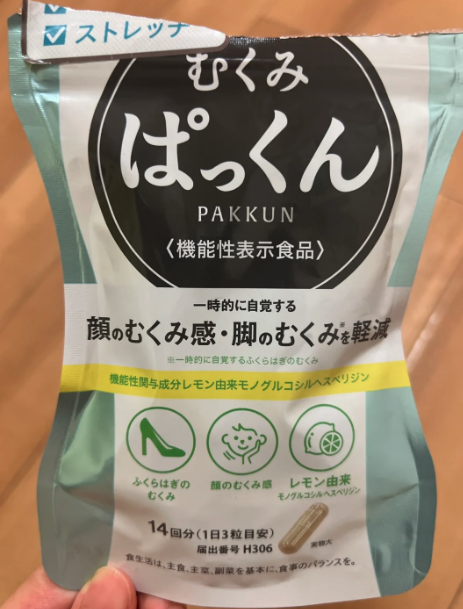 ☑ ストレッチ
むくみ
ぱっくん
PAKKUN
〈機能性表示食品〉
一時的に自覚する
顔のむくみ感・脚のむくみ※を軽減
※一時的に自覚するふくらはぎのむくみ
機能性関与成分レモン由来モノグルコシルヘスペリジン
ふくらはぎの
むくみ
顔のむくみ感
レモン由来
モノグルコシルヘスペリジン
14回分(1日3粒目安)
届出番号 H306
実物大
食生活は、主食、主菜、副菜を基本に、食事のバランスを。